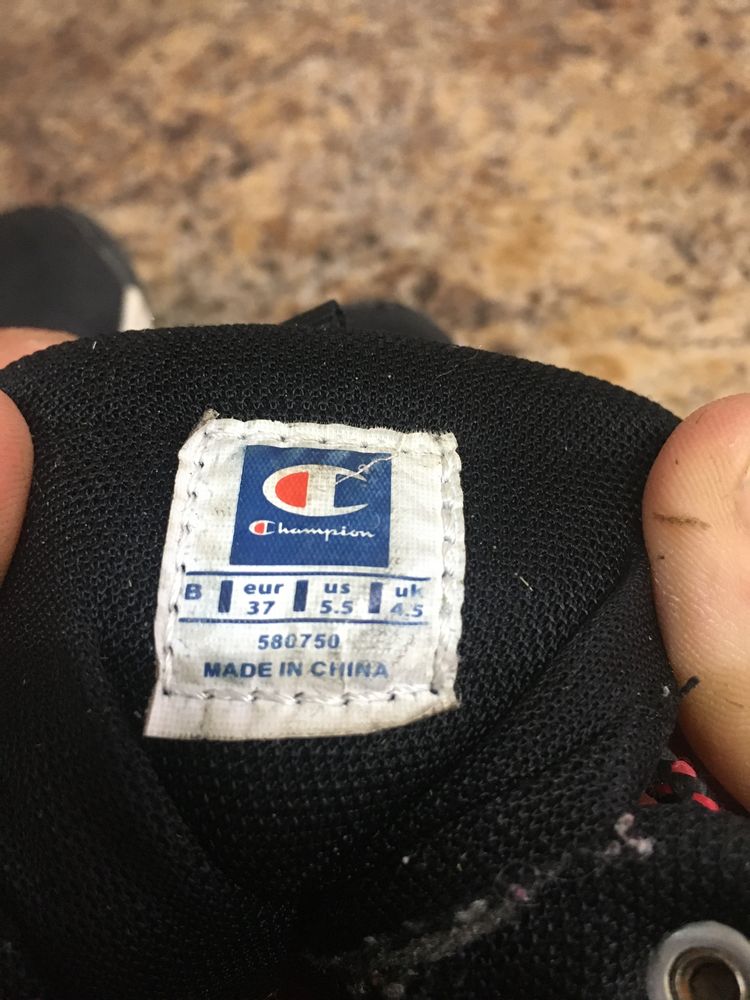 Champion
B eur us uk
37 5.5 4.5
580750
MADE IN CHINA